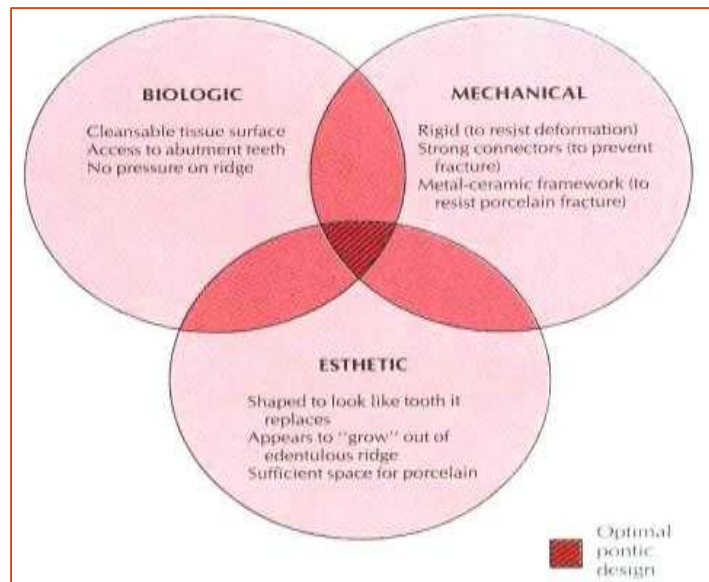 BIOLOGIC
Cleansable tissue surface
Access to abutment teeth
No pressure on ridge
MECHANICAL
Rigid (to resist deformation)
Strong connectors (to prevent
fracture)
Metal-ceramic framework (to
resist porcelain fracture)
ESTHETIC
Shaped to look like tooth it
replaces
Appears to "grow" out of
edentulous ridge
Sufficient space for porcelain
Optimal
pontic
design